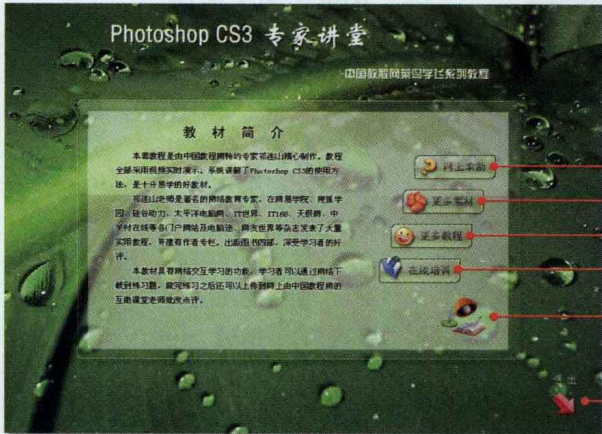 Photoshop CS3 专家讲堂
中国教程网菜鸟学飞系列教程
教 材 简 介
本套教程是由中国教程网特约专家祁连山精心制作。教程
全部采用视频实时演示。系统讲解了Photoshop CS3的使用方
法。是十分易学的好教材。
祁连山老师是著名的网络教育专家。在网易学院、搜狐学
园、硅谷动力、太平洋电脑网、IT世界、IT168、天极网、中
关村在线等各门户网站及电脑迷、网友世界等杂志发表了大量
实用教程。并建有作者专栏。出版图书四部。深受学习者的好
评。
本教材具有网络交互学习的功能。学习者可以通过网络下
载到练习题。做完练习之后还可以上传到网上由中国教程网的
互助课堂老师批改点评。
网上求助
更多素材
更多教程
在线培训
退出